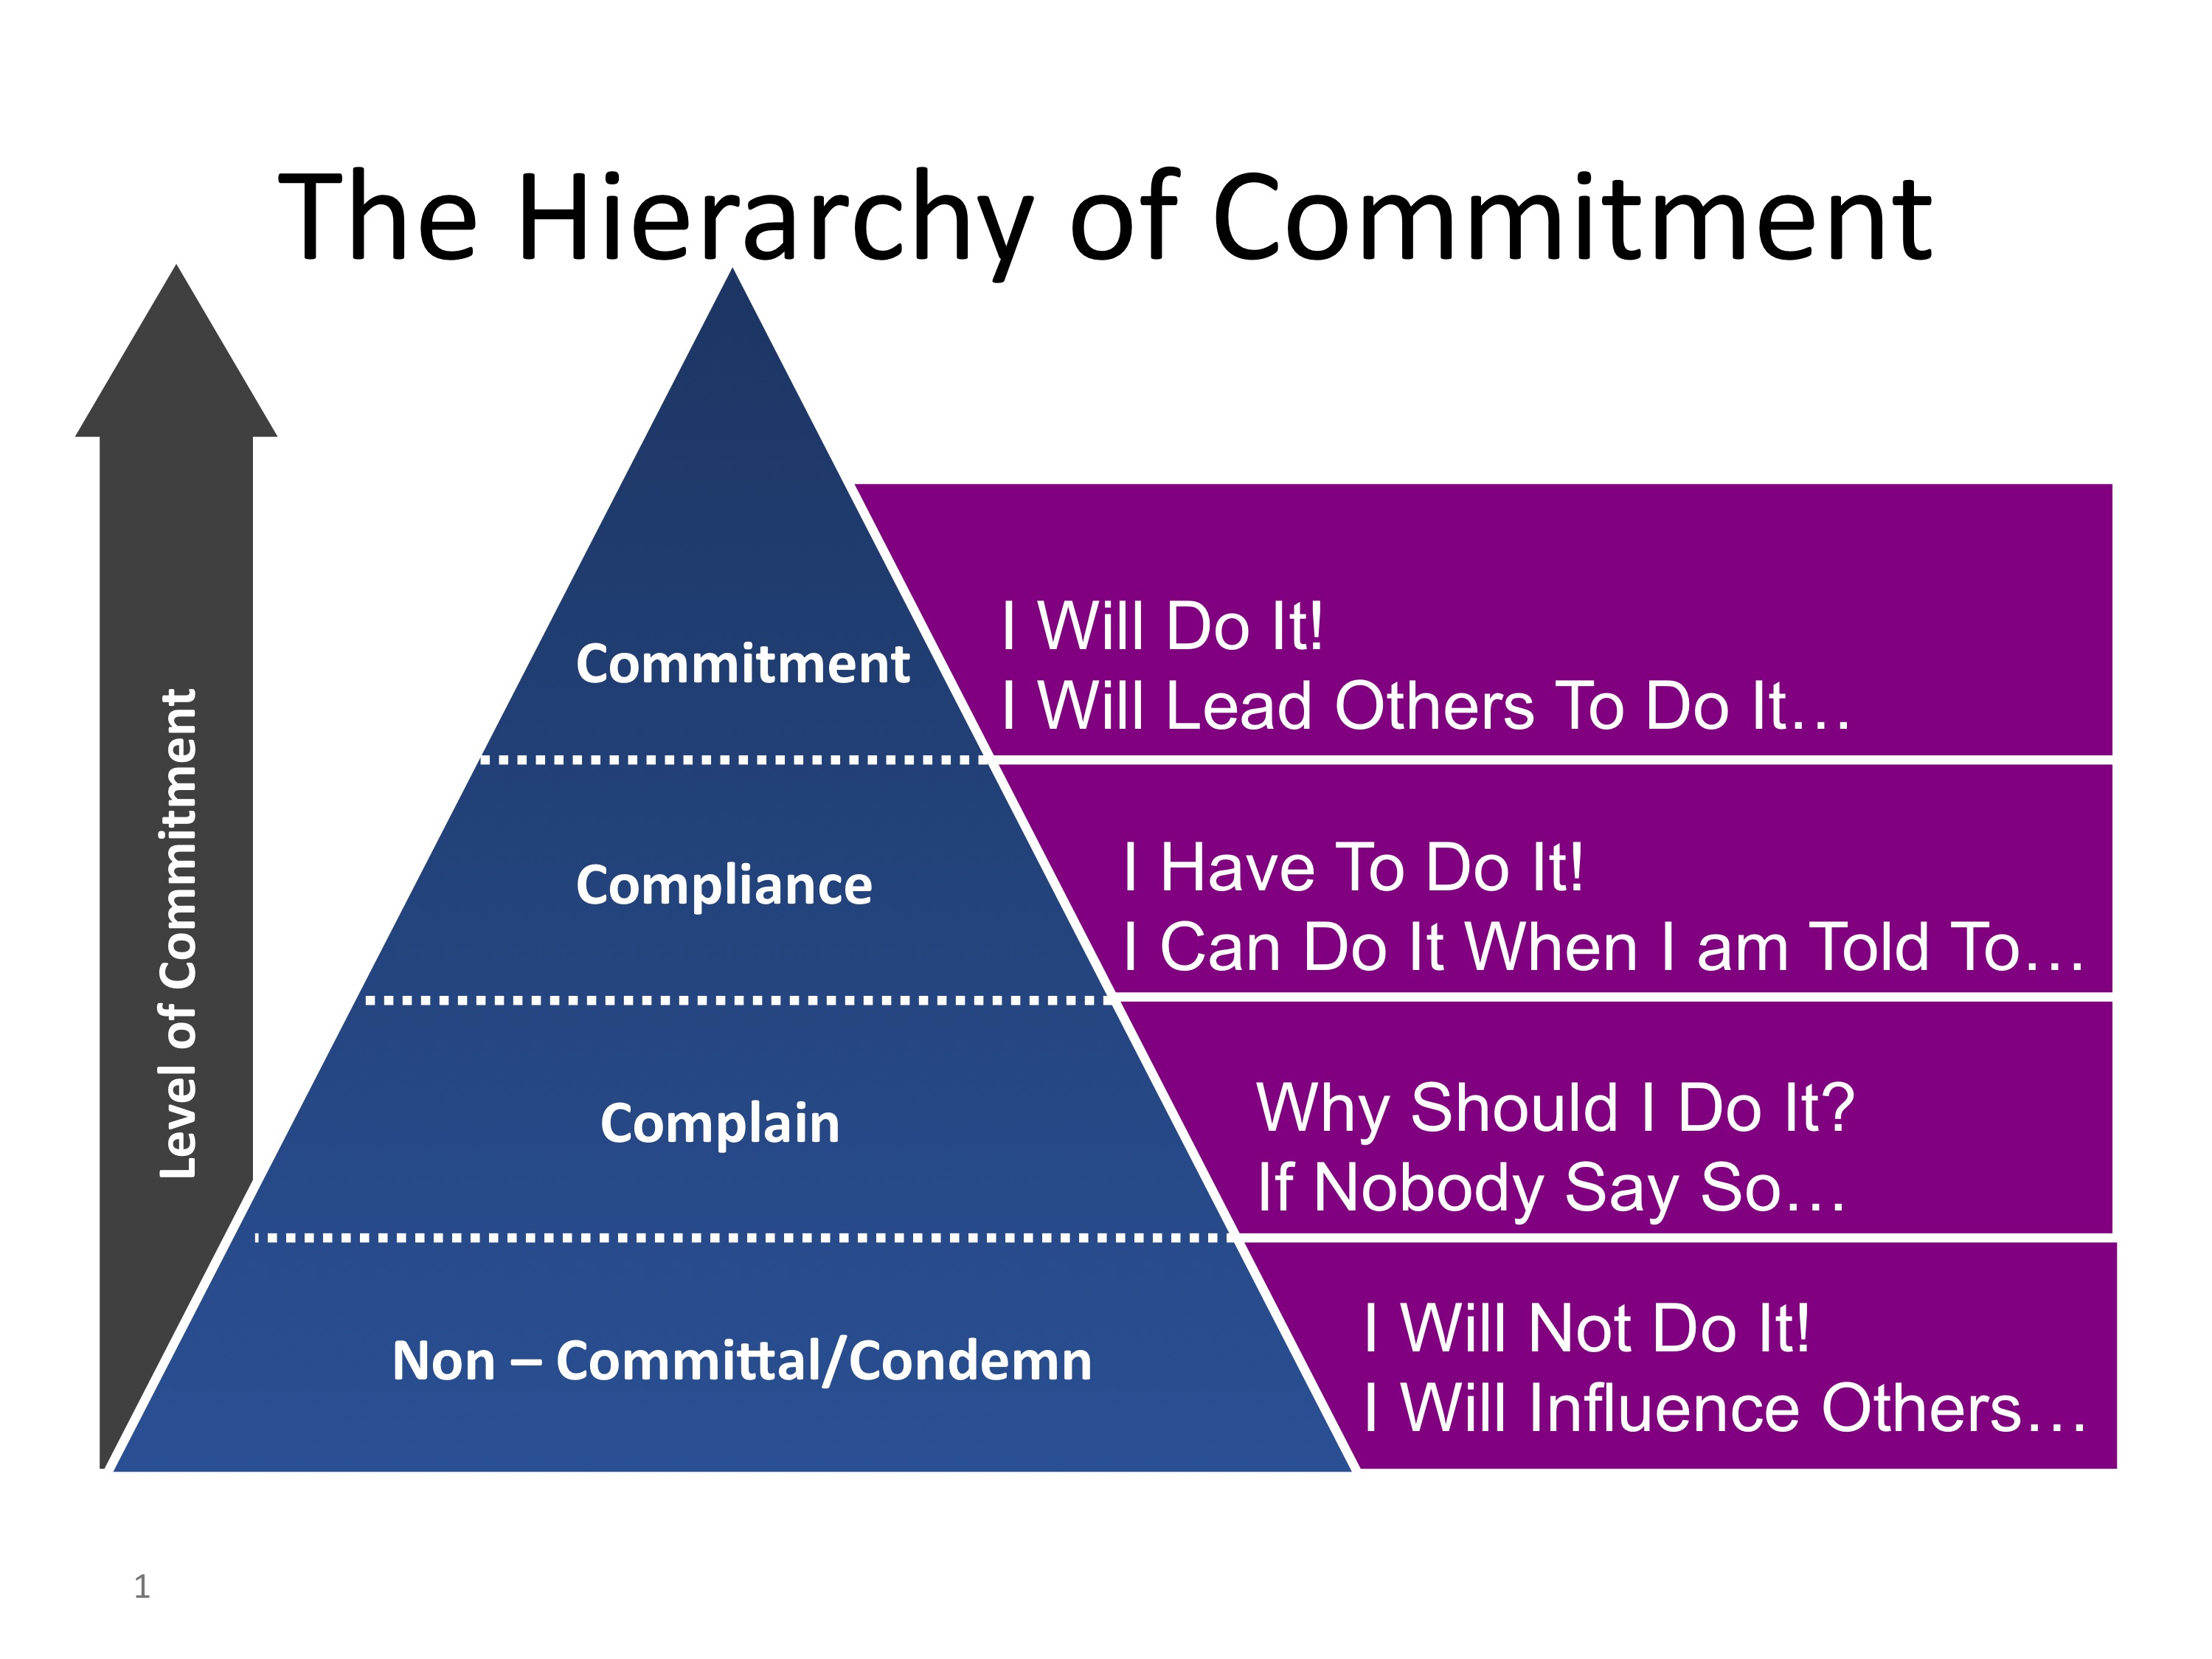 The Hierarchy of Commitment
Level of Commitment
Commitment
I Will Do It!
I Will Lead Others To Do It...
Compliance
I Have To Do It!
I Can Do It When I am Told To...
Complain
Why Should I Do It?
If Nobody Say So...
Non – Committal/Condemn
I Will Not Do It!
I Will Influence Others...
1